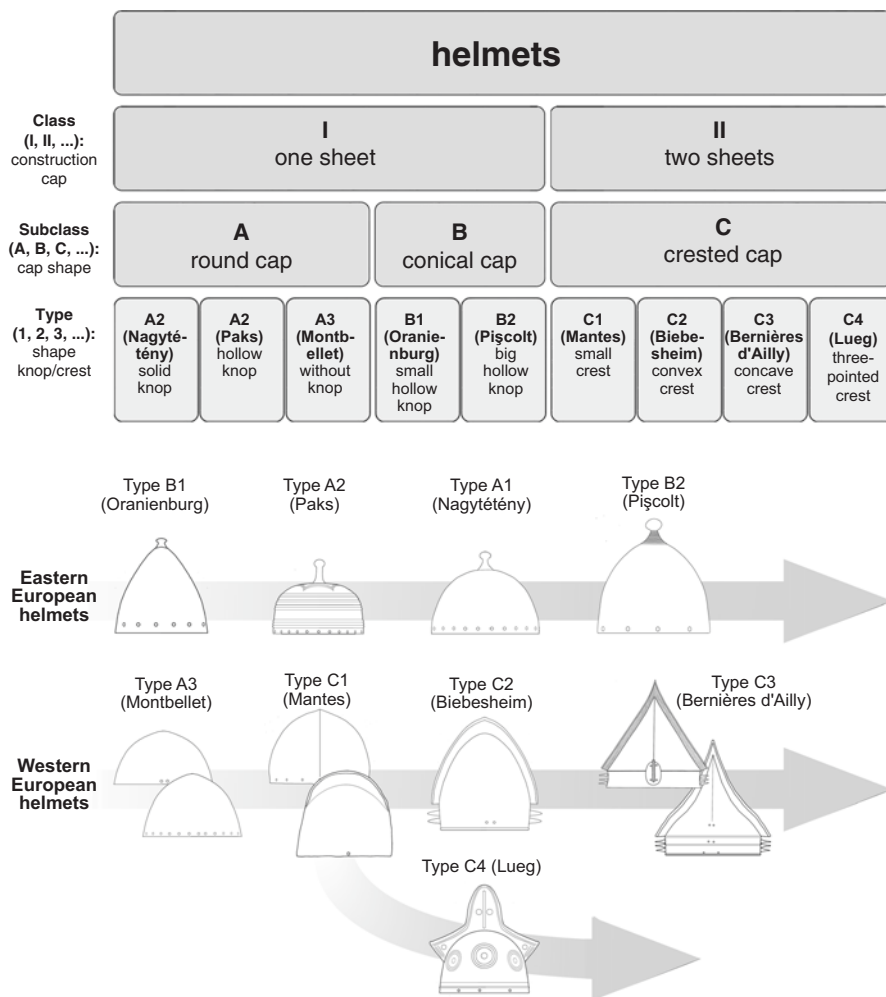 helmets
Class
(I, II, ...):
construction
cap
I
one sheet
II
two sheets
Subclass
(A, B, C, ...):
cap shape
A
round cap
B
conical cap
C
crested cap
Type
(1, 2, 3, ...):
shape
knop/crest
A2
(Nagyté-
tény)
solid
knop
A2
(Paks)
hollow
knop
A3
(Montb-
ellet)
without
knop
B1
(Oranie-
nburg)
small
hollow
knop
B2
(Pişcolt)
big
hollow
knop
C1
(Mantes)
small
crest
C2
(Biebe-
sheim)
convex
crest
C3
(Bernières
d'Ailly)
concave
crest
C4
(Lueg)
three-
pointed
crest
Type B1
(Oranienburg)
Type A2
(Paks)
Type A1
(Nagytétény)
Type B2
(Pişcolt)
Eastern
European
helmets
Type A3
(Montbellet)
Type C1
(Mantes)
Type C2
(Biebesheim)
Type C3
(Bernières d'Ailly)
Western
European
helmets
Type C4 (Lueg)